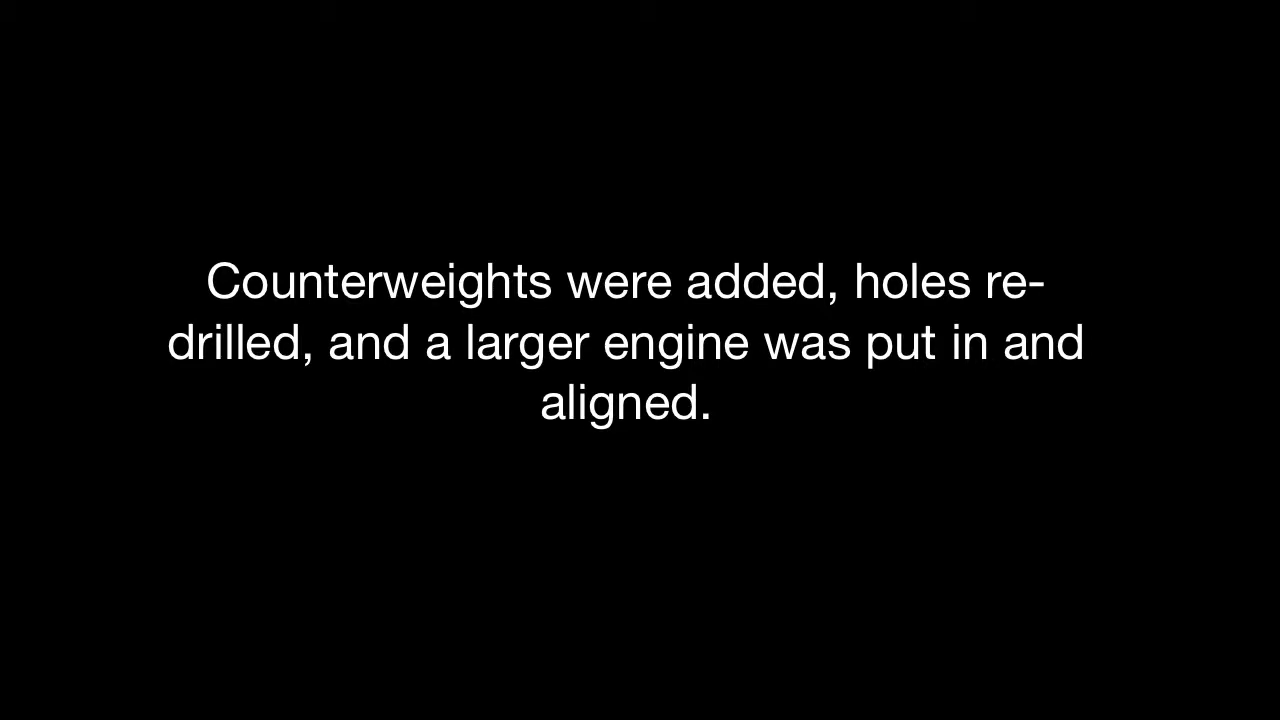 Counterweights were added, holes re-
drilled, and a larger engine was put in and
aligned.